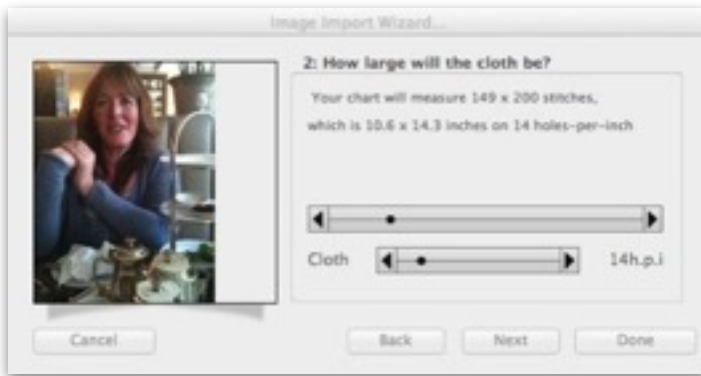 Image Import Wizard...
2: How large will the cloth be?
Your chart will measure 149 x 200 stitches,
which is 10.6 x 14.3 inches on 14 holes-per-inch
Cloth
14h.p.i
Cancel
Back
Next
Done